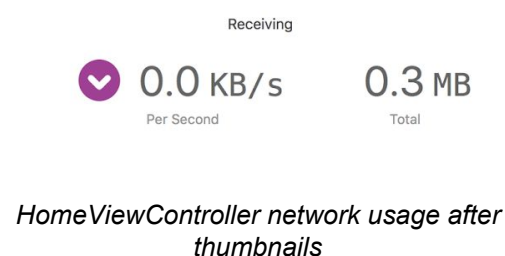 Receiving
0.0 KB/s 0.3 MB
Per Second Total
HomeViewController network usage after
thumbnails